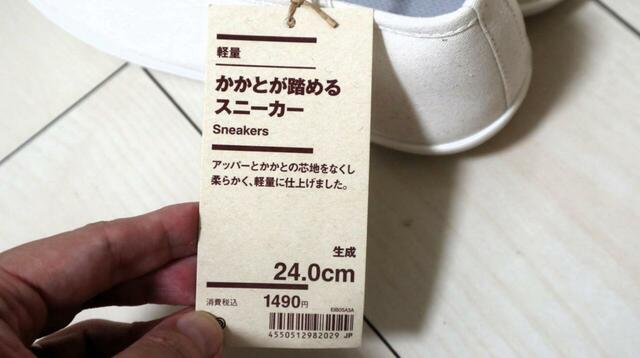 軽量
かかとが踏める
スニーカー
Sneakers
アッパーとかかとの芯地をなくし
柔らかく、軽量に仕上げました。
生成
24.0cm
消費税込 1490円
EIB05A3A
4550512982029 JP